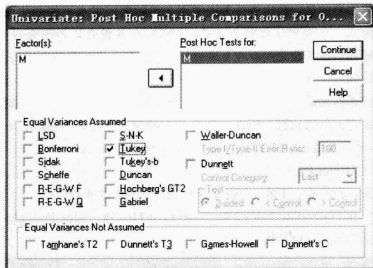 Univariate: Post Hoc Multiple Comparisons for O...
Factor(s):
M
Post Hoc Tests for:
M
Continue
Cancel
Help
Equal Variances Assumed
LSD
Bonferroni
Sidak
Scheffe
R-E-G-W F
R-E-G-W Q
S-N-K
Tukey
Tukey's-b
Duncan
Hochberg's GT2
Gabriel
Waller-Duncan
Type I/Type II Error Ratio: 100
Dunnett
Control Category: Last
Test
2-sided < Control > Control
Equal Variances Not Assumed
Tamhane's T2 Dunnett's T3 Games-Howell Dunnett's C